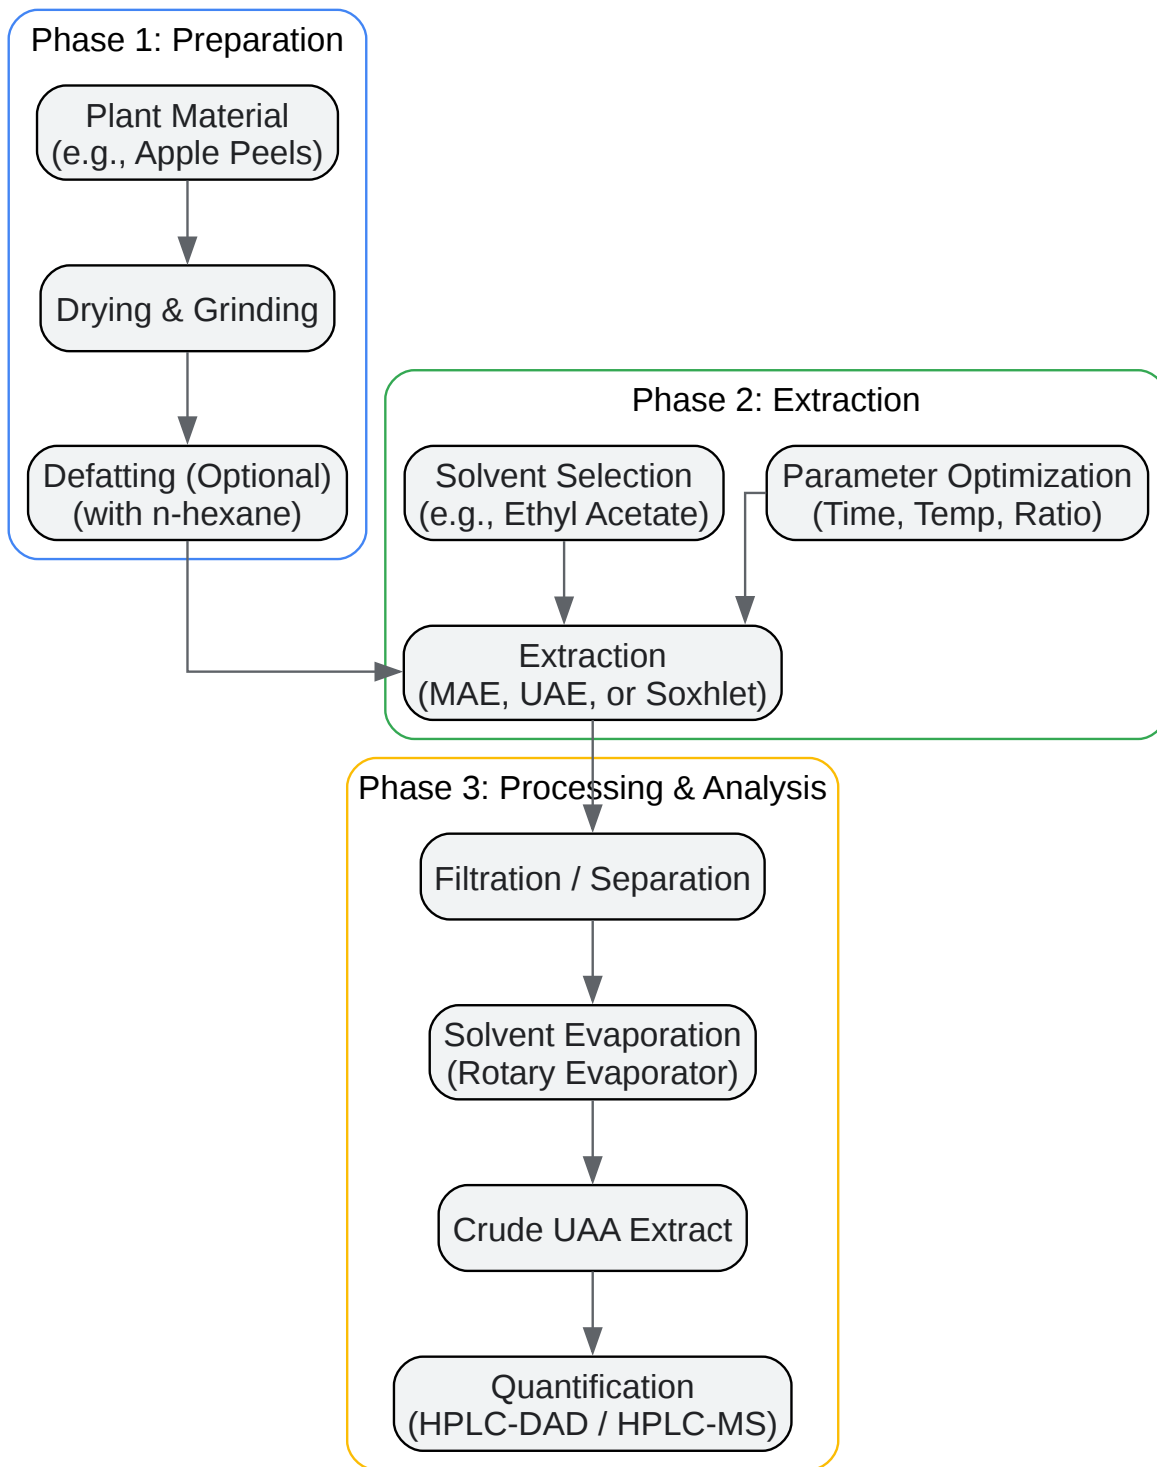 Phase 1: Preparation
Plant Material
(e.g., Apple Peels)
Drying & Grinding
Defatting (Optional)
(with n-hexane)
Phase 2: Extraction
Solvent Selection
(e.g., Ethyl Acetate)
Parameter Optimization
(Time, Temp, Ratio)
Extraction
(MAE, UAE, or Soxhlet)
Phase 3: Processing & Analysis
Filtration / Separation
Solvent Evaporation
(Rotary Evaporator)
Crude UAA Extract
Quantification
(HPLC-DAD / HPLC-MS)